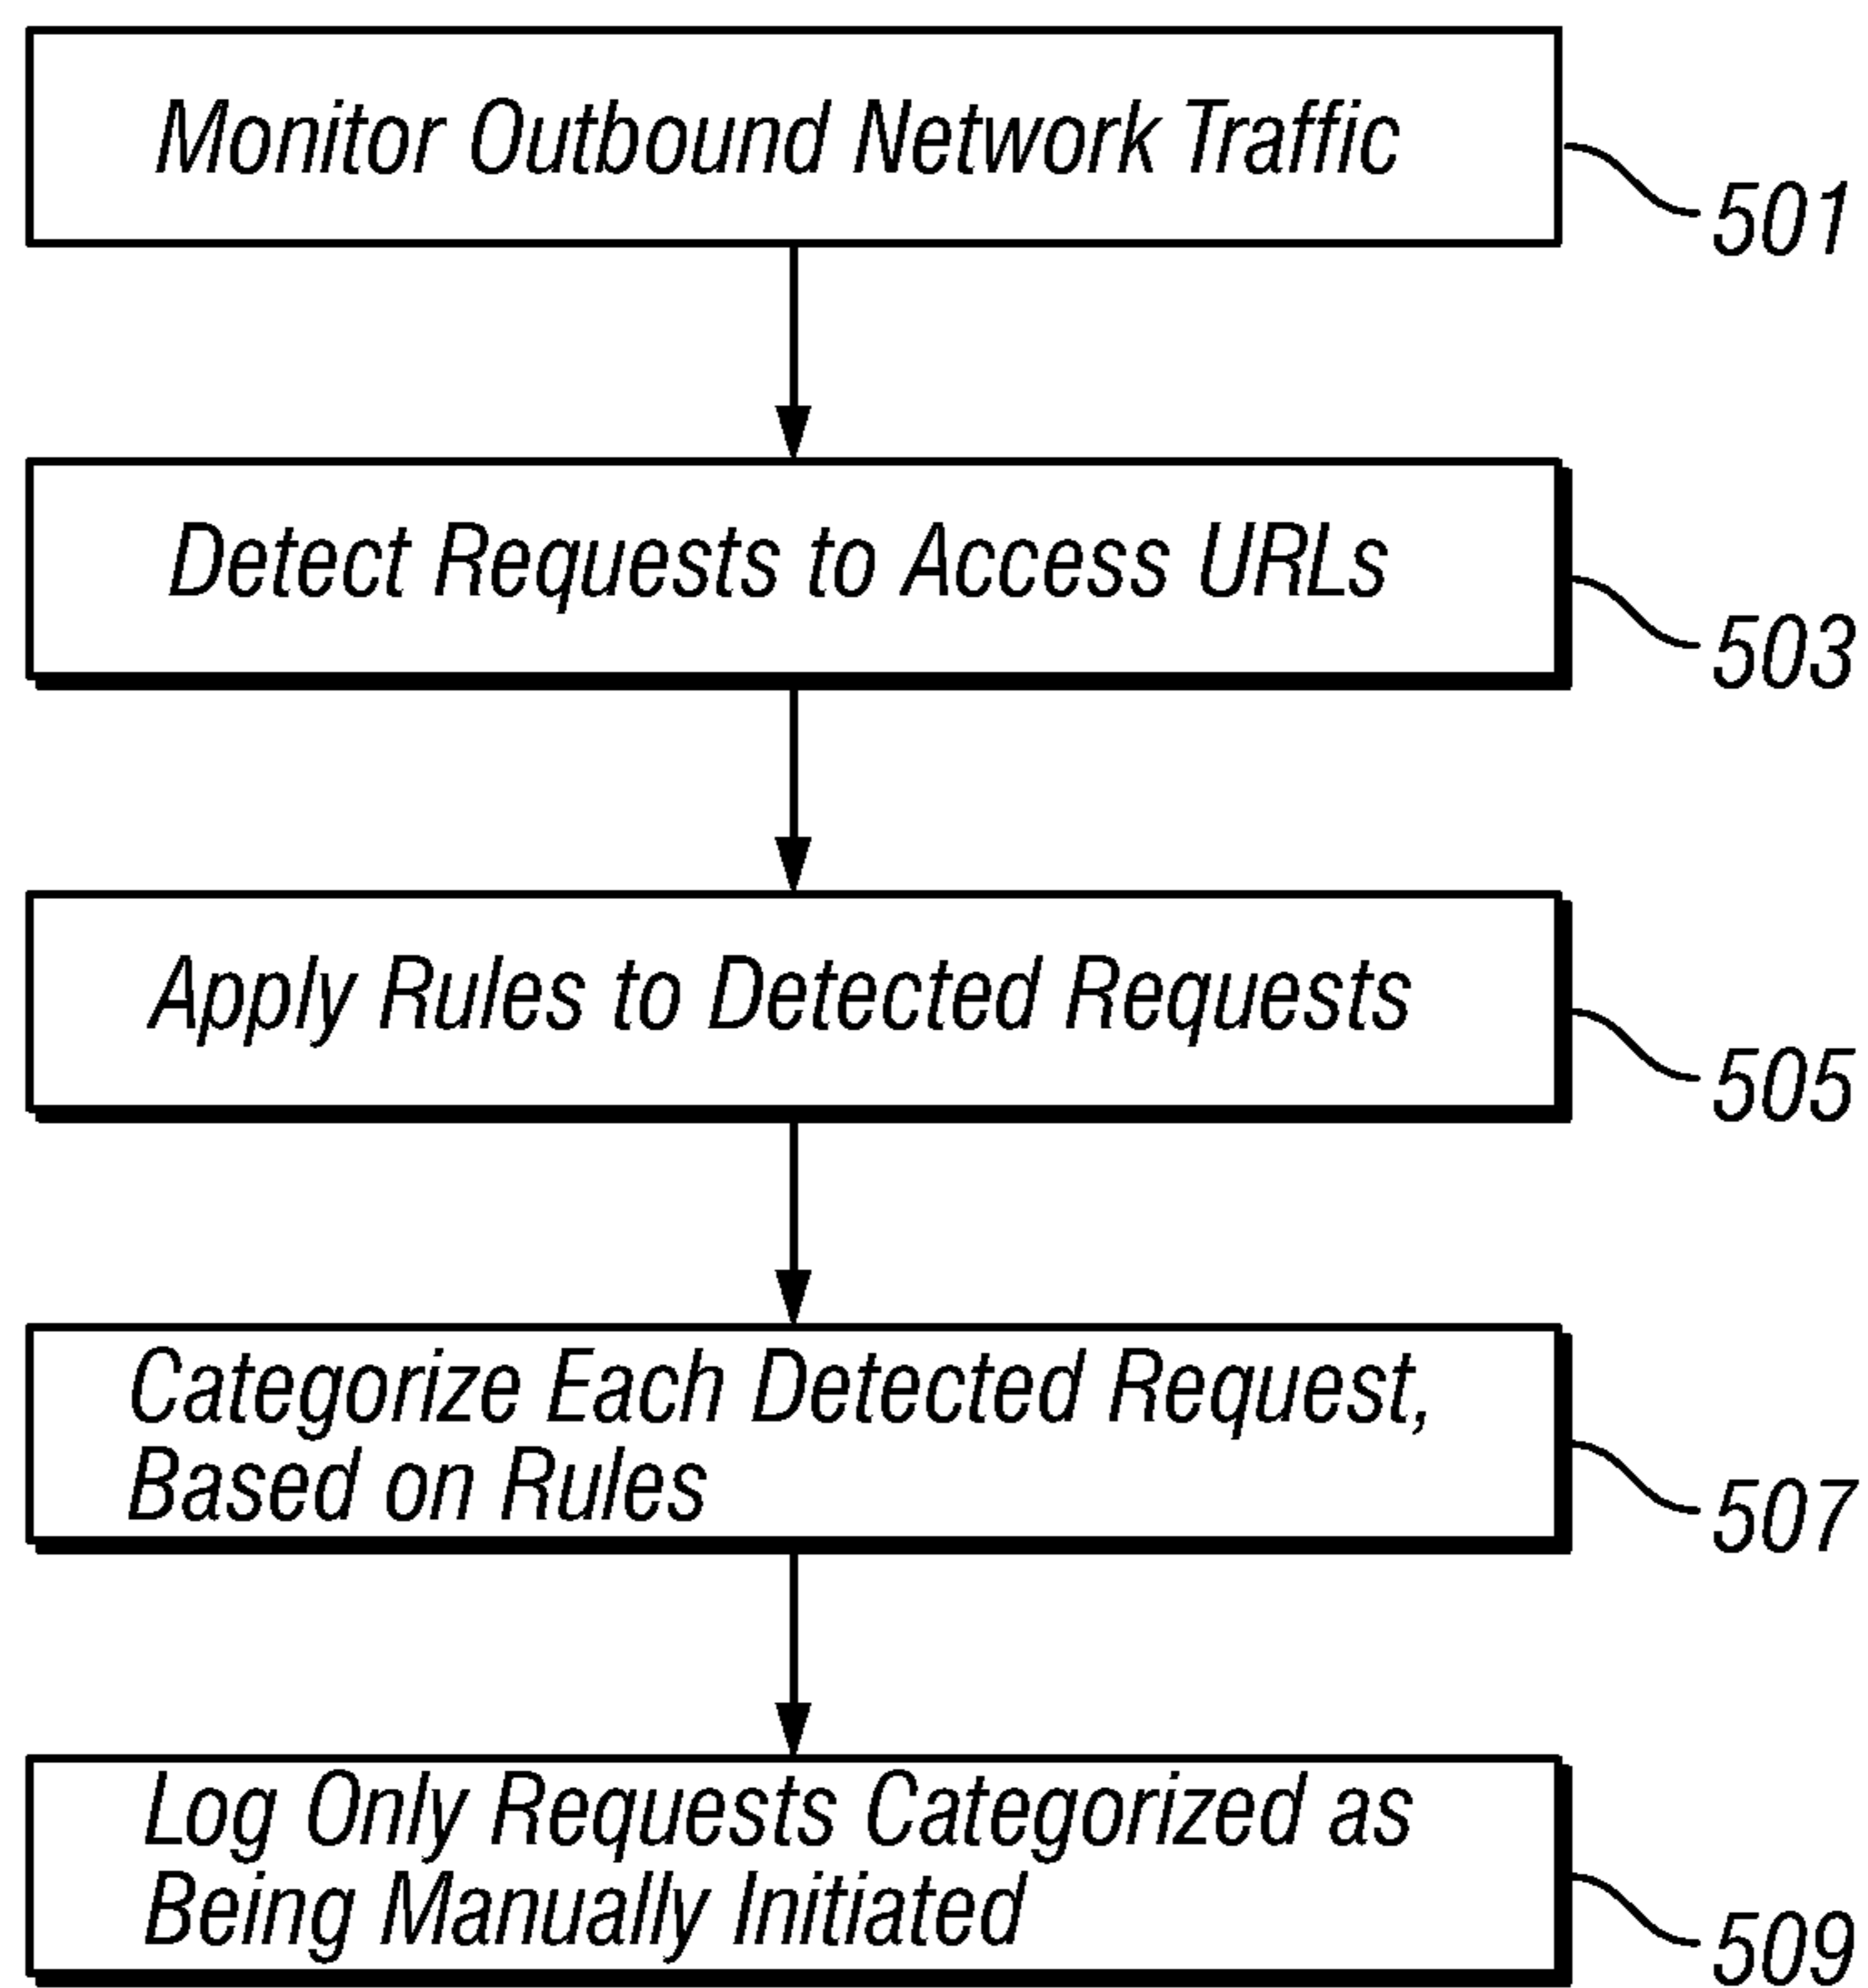 Monitor Outbound Network Traffic
501
Detect Requests to Access URLs
503
Apply Rules to Detected Requests
505
Categorize Each Detected Request,
Based on Rules
507
Log Only Requests Categorized as
Being Manually Initiated
509